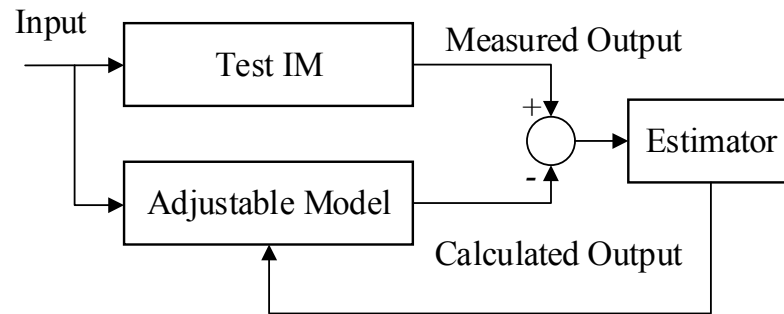 Input
Test IM
Measured Output
+
Estimator
-
Adjustable Model
Calculated Output